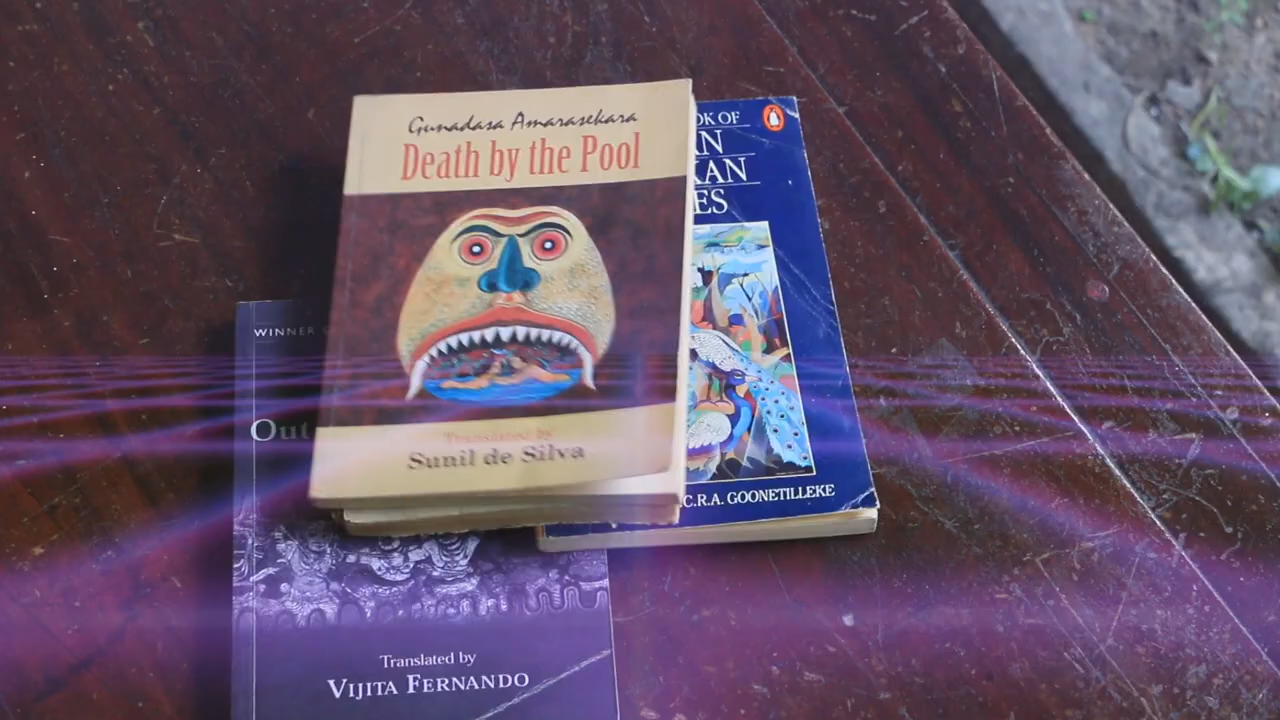 Gunadasa Amarasekara
Death by the Pool
Translated by
Sunil de Silva
OK OF
AN
KAN
ES
C.R.A. GOONETILLEKE
WINNER
Out
Translated by
VIJITA FERNANDO